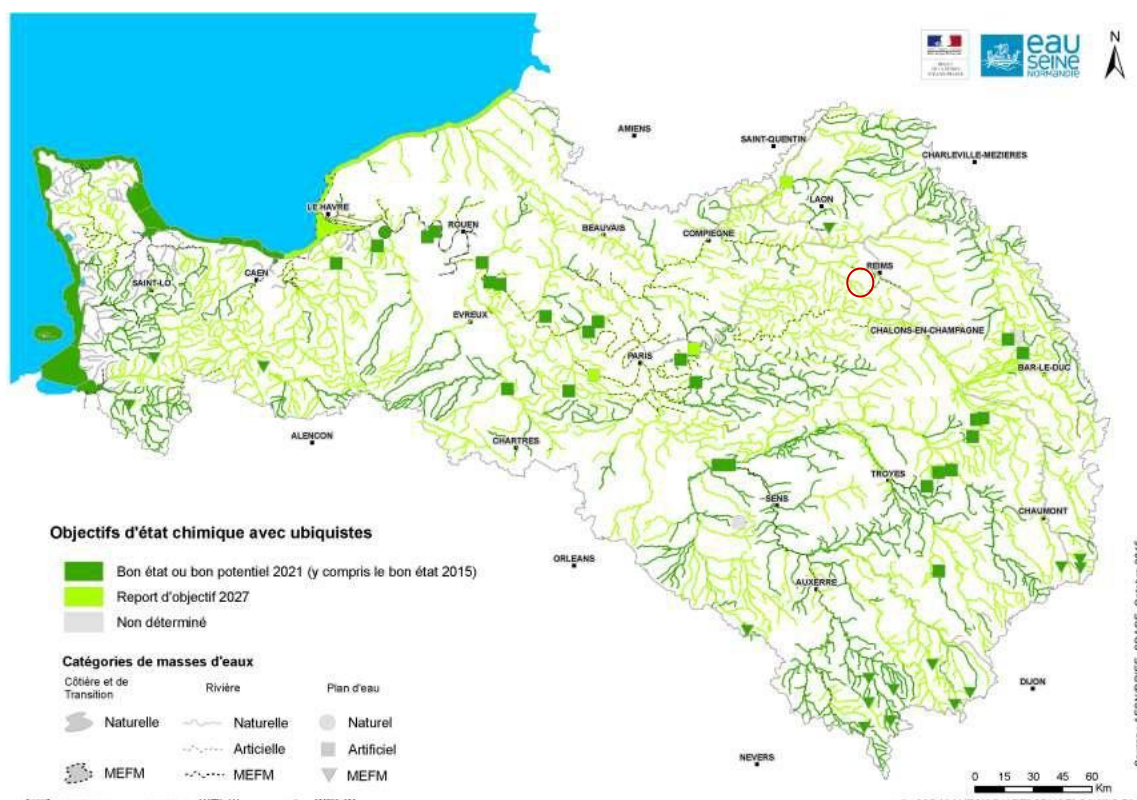 eau
SEINE
NORMANDIE
N
AMIENS
SAINT-QUENTIN
CHARLEVILLE-MEZIERES
LAON
LE HAVRE
ROUEN
BEAUVAIS
COMPIEGNE
REIMS
CAEN
SAINT-LO
EVREUX
CHALONS-EN-CHAMPAGNE
PARIS
BAR-LE-DUC
ALENCON
CHARTRES
TROYES
SENS
CHAUMONT
ORLEANS
AUXERRE
DIJON
NEVERS
Objectifs d'état chimique avec ubiquistes
Bon état ou bon potentiel 2021 (y compris le bon état 2015)
Report d'objectif 2027
Non déterminé
Catégories de masses d'eaux
Côtière et de
Transition
Rivière
Plan d'eau
Naturelle
Naturelle
Naturel
Articielle
Artificiel
MEFM
MEFM
MEFM
0 15 30 45 60
Km